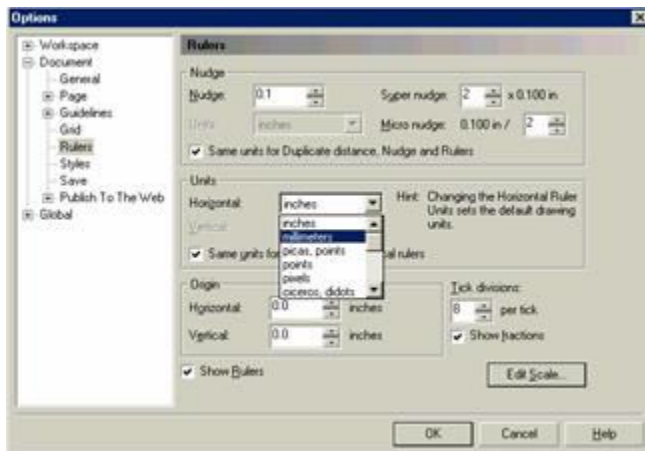 Options
Workspace
Document
General
Page
Guidelines
Grid
Rulers
Styles
Save
Publish To The Web
Global
Rulers
Nudge
Nudge: 0.1 Super nudge: 2 x 0.100 in
Units: inches Micro nudge: 0.100 in / 2
Same units for Duplicate distance, Nudge and Rulers
Units
Horizontal: inches
Hint: Changing the Horizontal Ruler
Units sets the default drawing
units.
Vertical:
inches
millimeters
picas, points
points
pixels
ciceros, didots
Same units for al rulers
Origin
Horizontal: 0.0 inches
Vertical: 0.0 inches
Tick divisions:
8 per tick
Show fractions
Show Rulers
Edit Scale...
OK Cancel Help